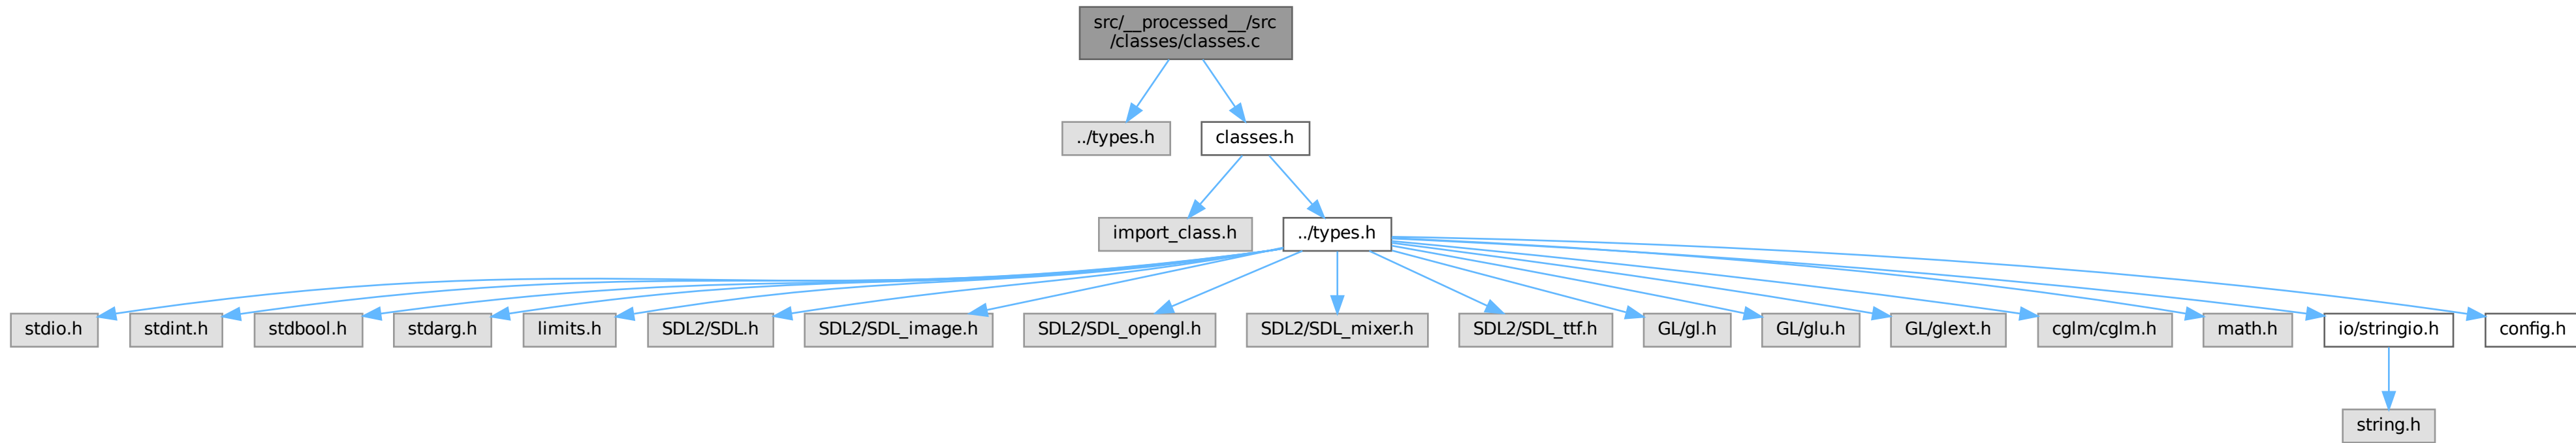 src/__processed__/src
/classes/classes.c
../types.h
classes.h
import_class.h
../types.h
stdio.h
stdint.h
stdbool.h
stdarg.h
limits.h
SDL2/SDL.h
SDL2/SDL_image.h
SDL2/SDL_opengl.h
SDL2/SDL_mixer.h
SDL2/SDL_ttf.h
GL/gl.h
GL/glu.h
GL/glext.h
cglm/cglm.h
math.h
io/stringio.h
config.h
string.h